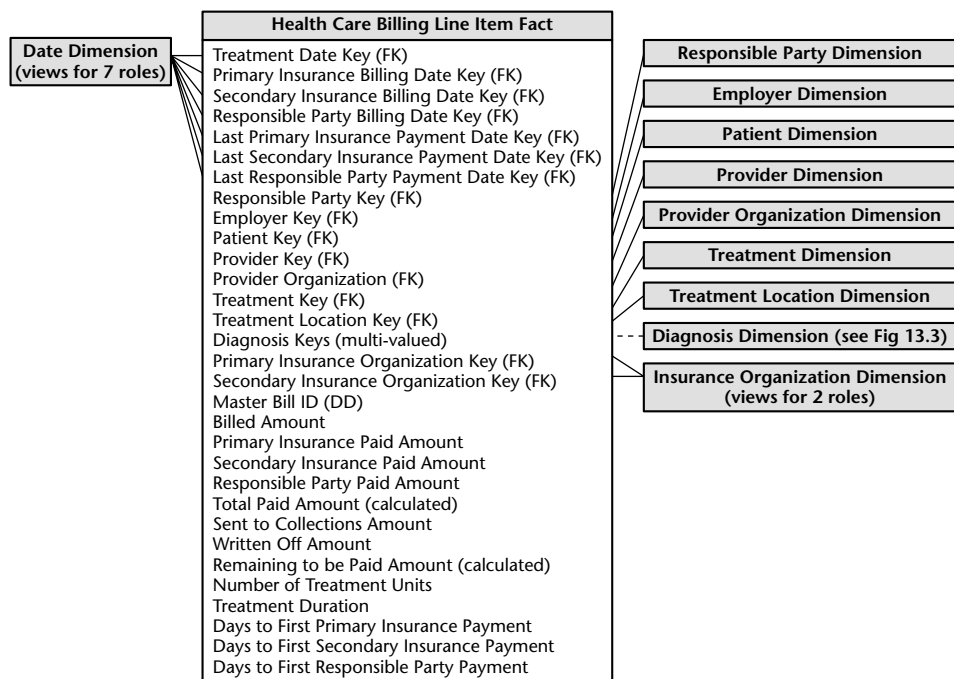 Health Care Billing Line Item Fact
Date Dimension
(views for 7 roles)
Treatment Date Key (FK)
Primary Insurance Billing Date Key (FK)
Secondary Insurance Billing Date Key (FK)
Responsible Party Billing Date Key (FK)
Last Primary Insurance Payment Date Key (FK)
Last Secondary Insurance Payment Date Key (FK)
Last Responsible Party Payment Date Key (FK)
Responsible Party Key (FK)
Employer Key (FK)
Patient Key (FK)
Provider Key (FK)
Provider Organization (FK)
Treatment Key (FK)
Treatment Location Key (FK)
Diagnosis Keys (multi-valued)
Primary Insurance Organization Key (FK)
Secondary Insurance Organization Key (FK)
Master Bill ID (DD)
Billed Amount
Primary Insurance Paid Amount
Secondary Insurance Paid Amount
Responsible Party Paid Amount
Total Paid Amount (calculated)
Sent to Collections Amount
Written Off Amount
Remaining to be Paid Amount (calculated)
Number of Treatment Units
Treatment Duration
Days to First Primary Insurance Payment
Days to First Secondary Insurance Payment
Days to First Responsible Party Payment
Responsible Party Dimension
Employer Dimension
Patient Dimension
Provider Dimension
Provider Organization Dimension
Treatment Dimension
Treatment Location Dimension
Diagnosis Dimension (see Fig 13.3)
Insurance Organization Dimension
(views for 2 roles)